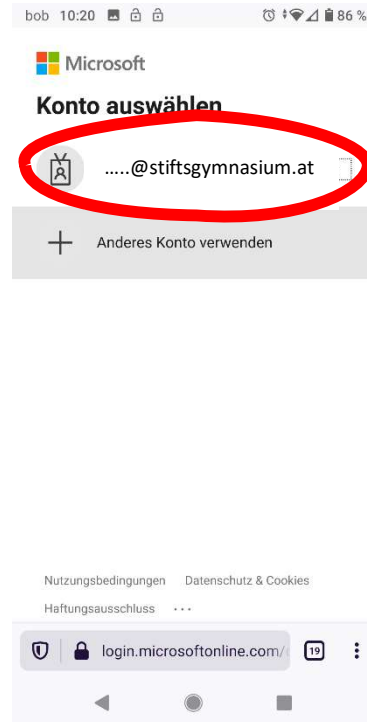 bob 10:20 86 %
Microsoft
Konto auswählen
.....@stiftsgymnasium.at
Anderes Konto verwenden
Nutzungsbedingungen Datenschutz & Cookies
Haftungsausschluss ...
login.microsoftonline.com/ 19